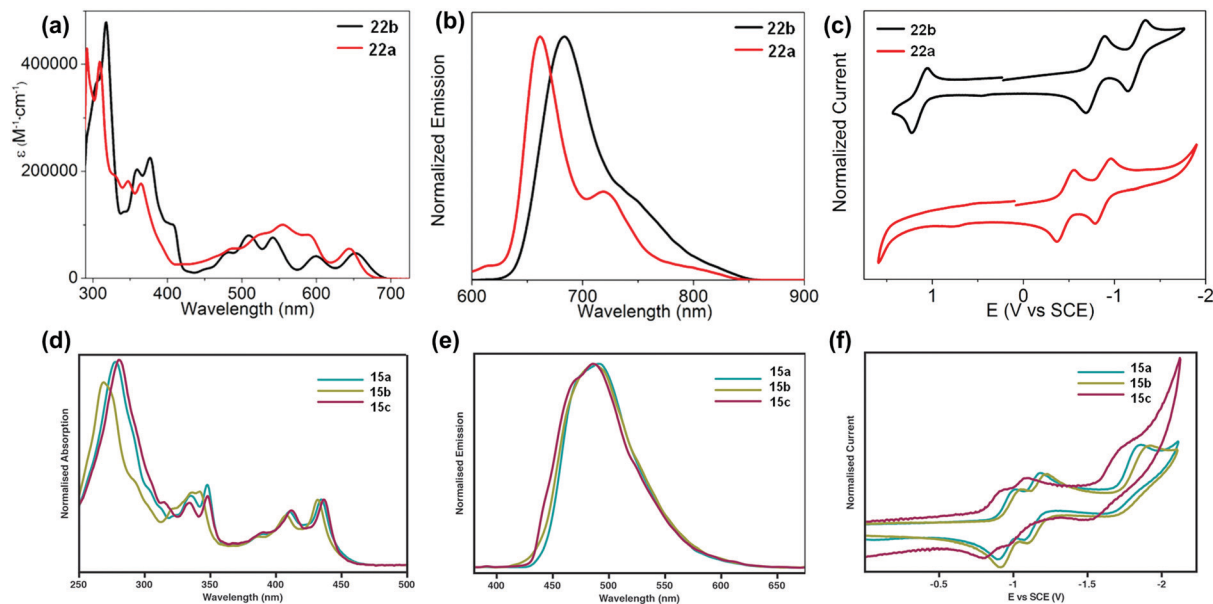 (a)
22b
22a
400000
200000
0
ε (M⁻¹·cm⁻¹)
300 400 500 600 700
Wavelength (nm)
(b)
22b
22a
Normalized Emission
600 700 800 900
Wavelength (nm)
(c)
22b
22a
Normalized Current
1 0 -1 -2
E (V vs SCE)
(d)
15a
15b
15c
Normalised Absorption
250 300 350 400 450 500
Wavelength (nm)
(e)
15a
15b
15c
Normalised Emission
400 450 500 550 600 650
Wavelength (nm)
(f)
15a
15b
15c
Normalised Current
-0.5 -1 -1.5 -2
E vs SCE (V)